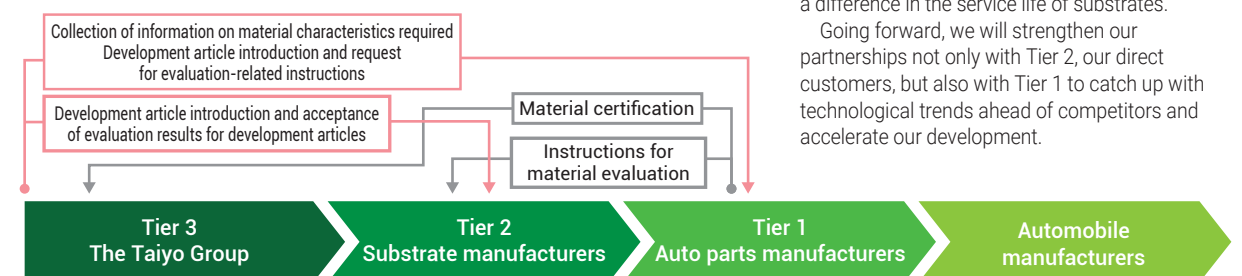 Collection of information on material characteristics required
Development article introduction and request
for evaluation-related instructions
Development article introduction and acceptance
of evaluation results for development articles
Material certification
Instructions for
material evaluation
a difference in the service life of substrates.
Going forward, we will strengthen our
partnerships not only with Tier 2, our direct
customers, but also with Tier 1 to catch up with
technological trends ahead of competitors and
accelerate our development.
Tier 3
The Taiyo Group
Tier 2
Substrate manufacturers
Tier 1
Auto parts manufacturers
Automobile
manufacturers